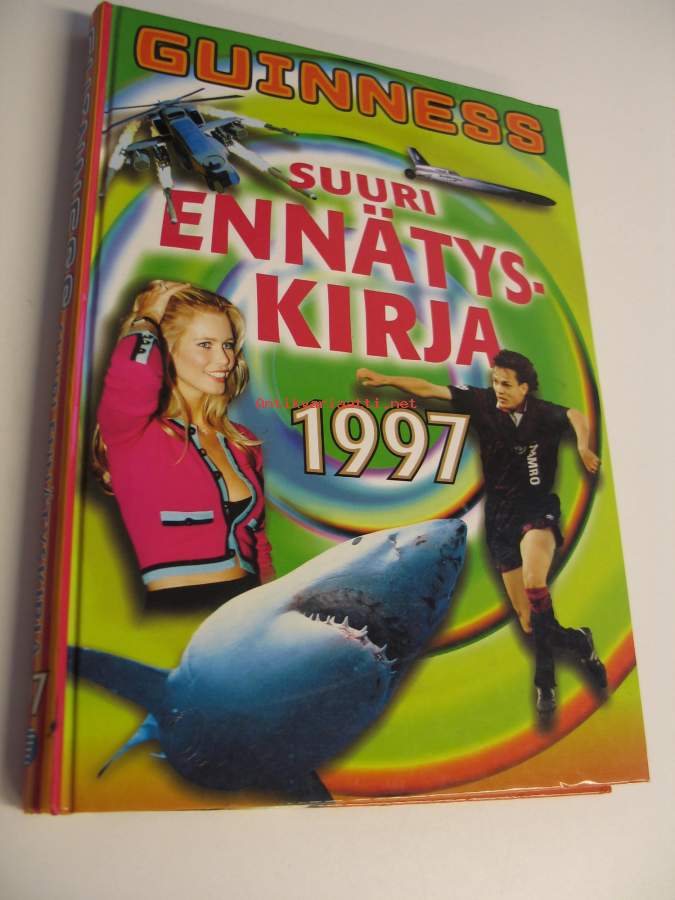 GUINNESS
SUURI
ENNÄTYS-
KIRJA
Antikvariaatti.net
1997
AMRO